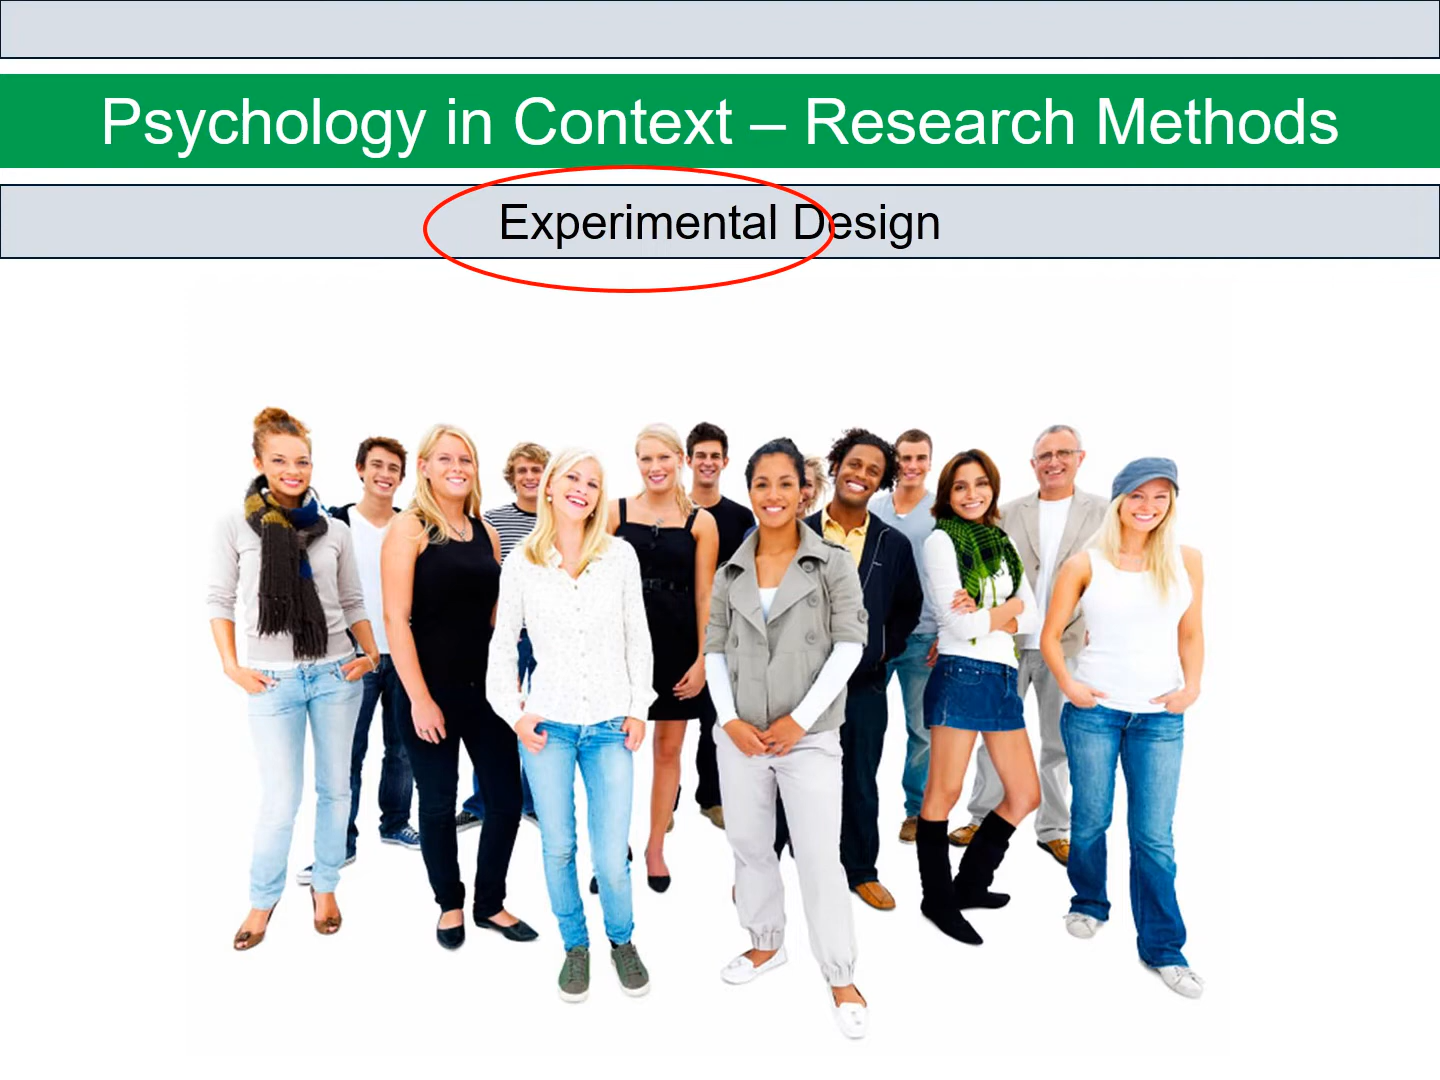 Psychology in Context – Research Methods
Experimental Design